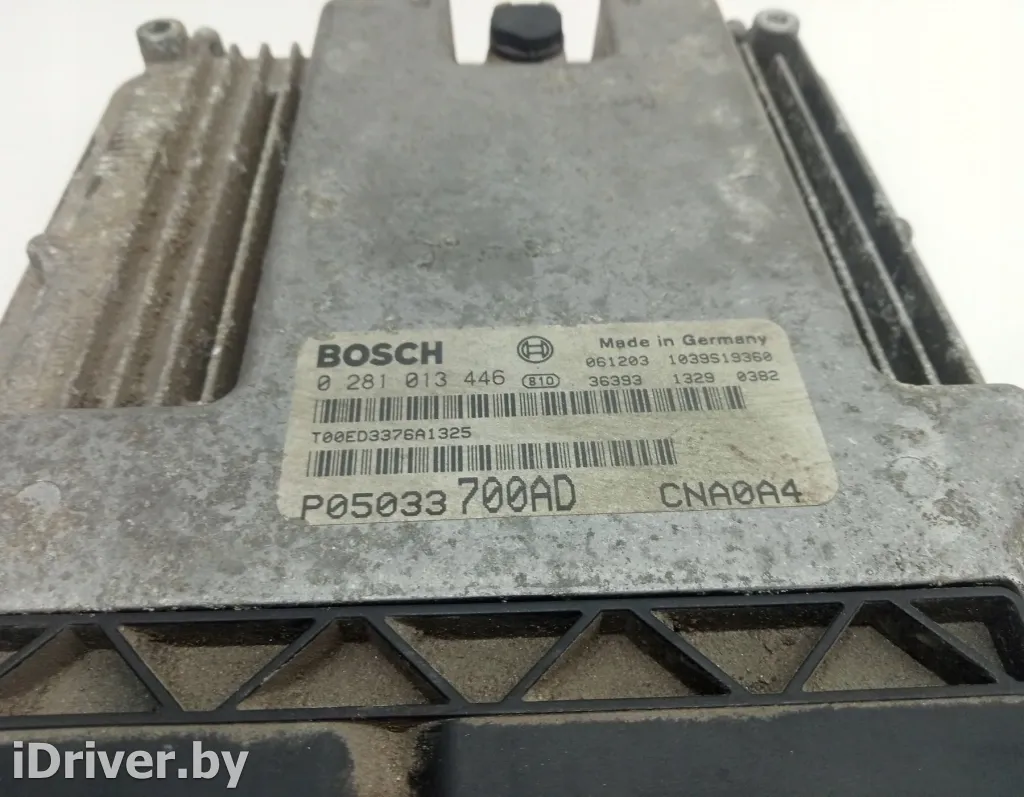 BOSCH Made in Germany
061203 1039S19360
0 281 013 446 B10 36393 1329 0382
T00ED3376A1325
P05033700AD CNA0A4
iDriver.by